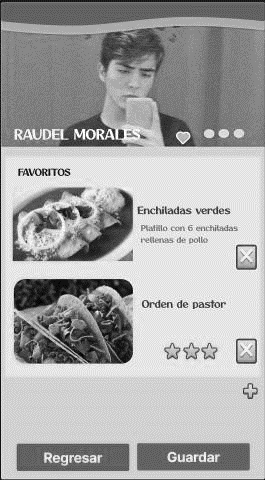 RAUDEL MORALES
FAVORITOS
Enchiladas verdes
Platillo con 6 enchiladas
rellenas de pollo
Orden de pastor
Regresar
Guardar